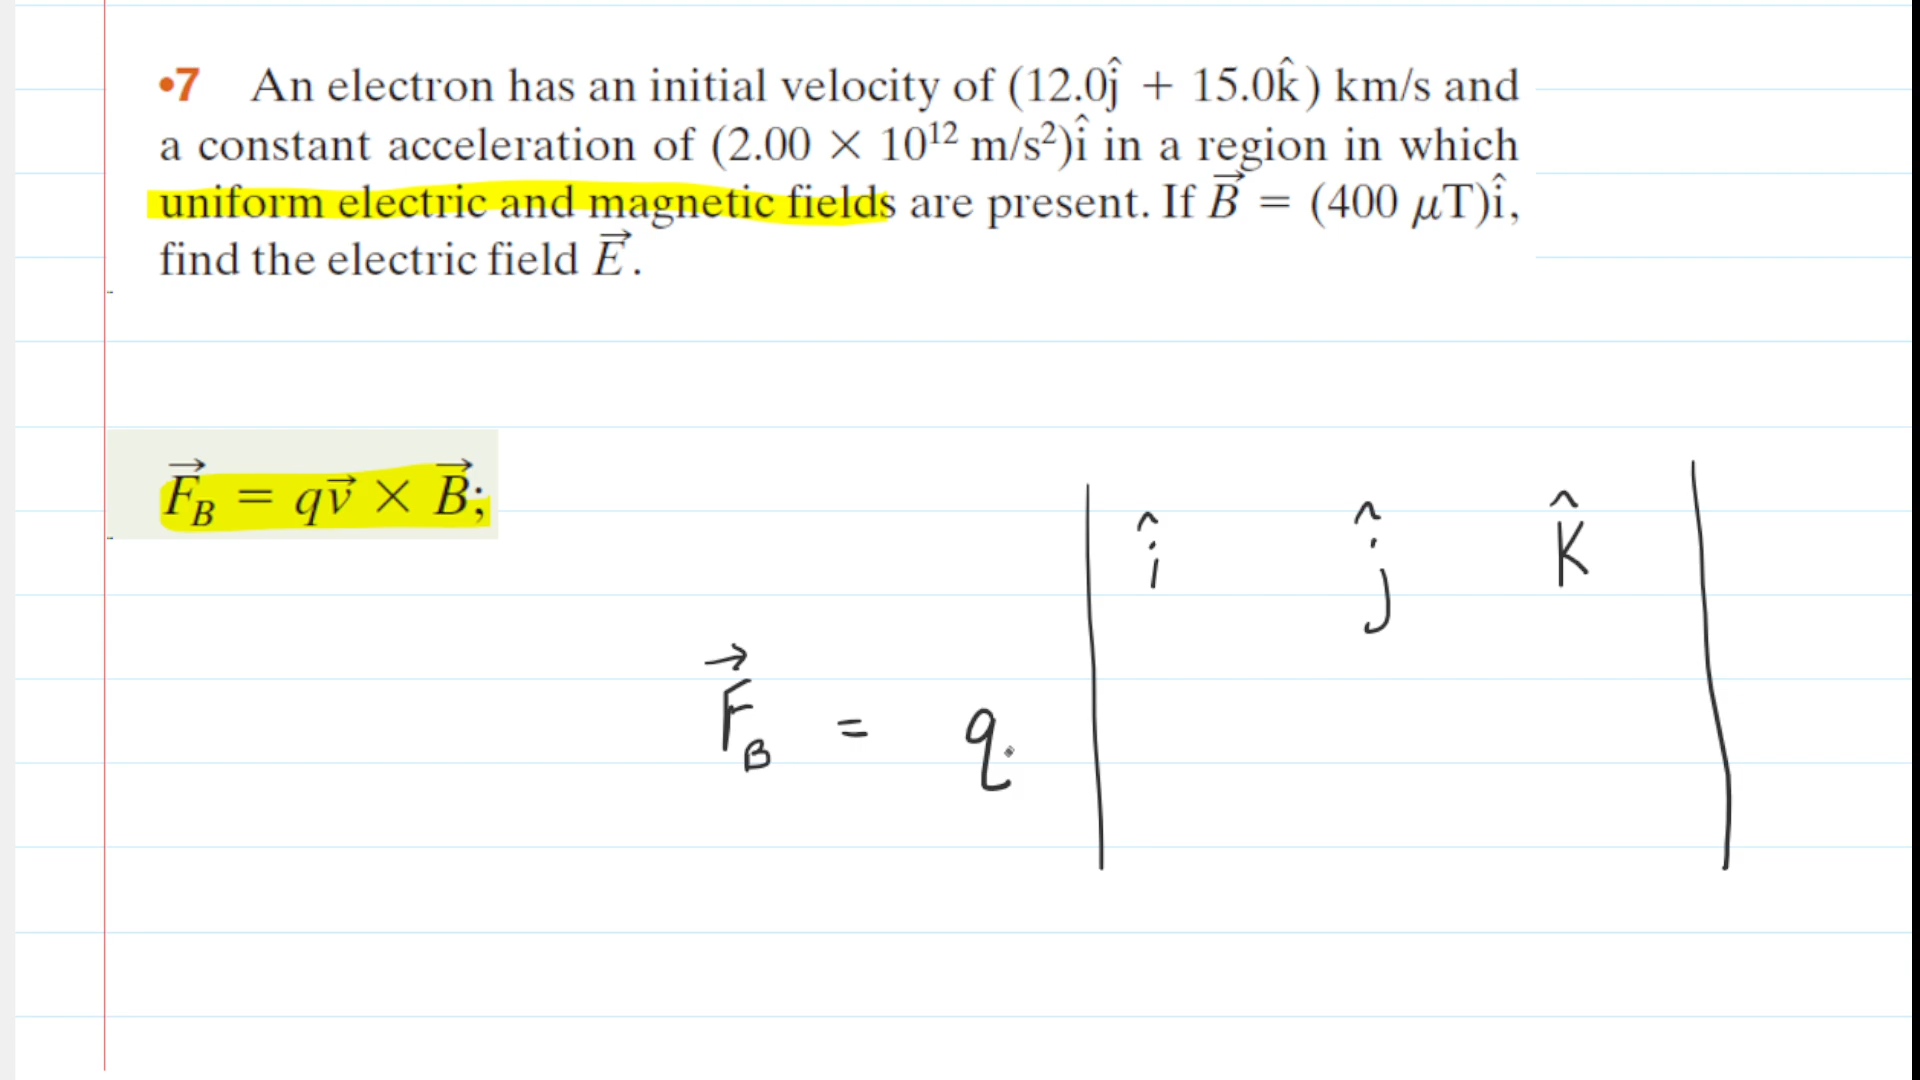 •7 An electron has an initial velocity of (12.0ĵ + 15.0k̂) km/s and
a constant acceleration of (2.00 × 10¹² m/s²)î in a region in which
uniform electric and magnetic fields are present. If B⃗ = (400 μT)î,
find the electric field E⃗.
F⃗_B = qv⃗ × B⃗;
î ĵ k̂
F⃗_B = q